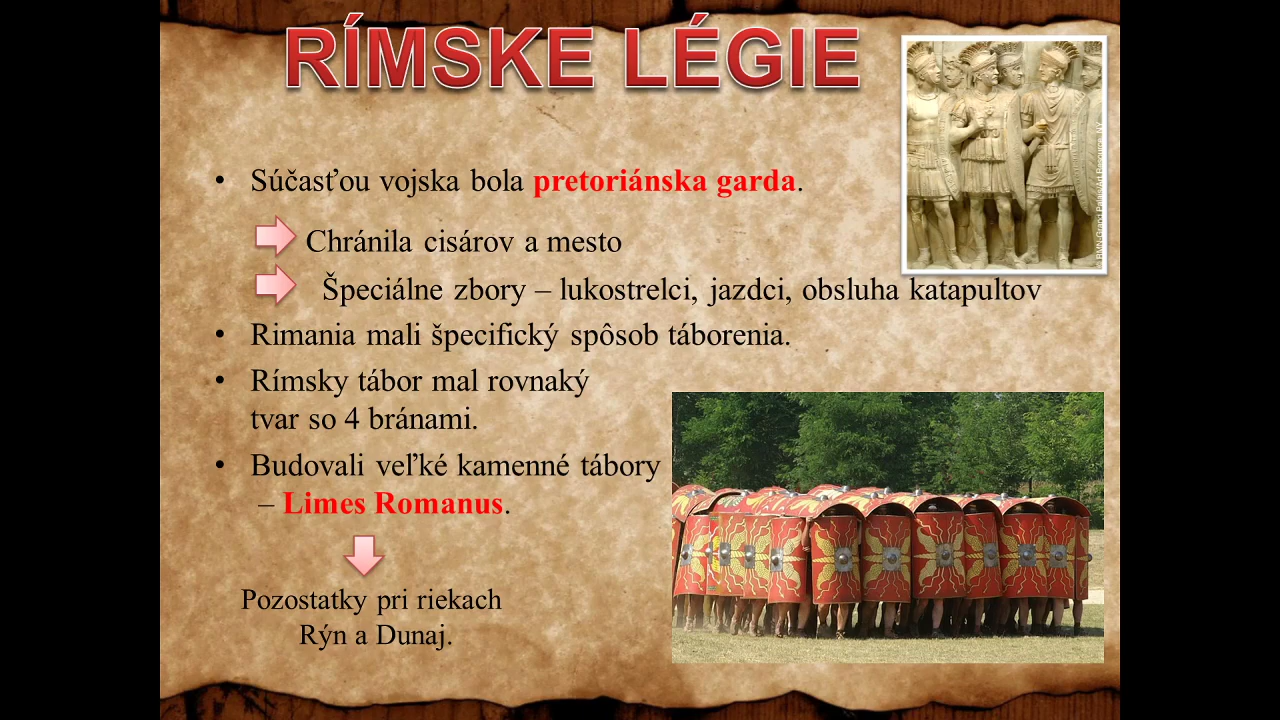 RÍMSKE LÉGIE
• Súčasťou vojska bola pretoriánska garda.
Chránila cisárov a mesto
Špeciálne zbory – lukostrelci, jazdci, obsluha katapultov
• Rimania mali špecifický spôsob táborenia.
• Rímsky tábor mal rovnaký
tvar so 4 bránami.
• Budovali veľké kamenné tábory
– Limes Romanus.
Pozostatky pri riekach
Rýn a Dunaj.